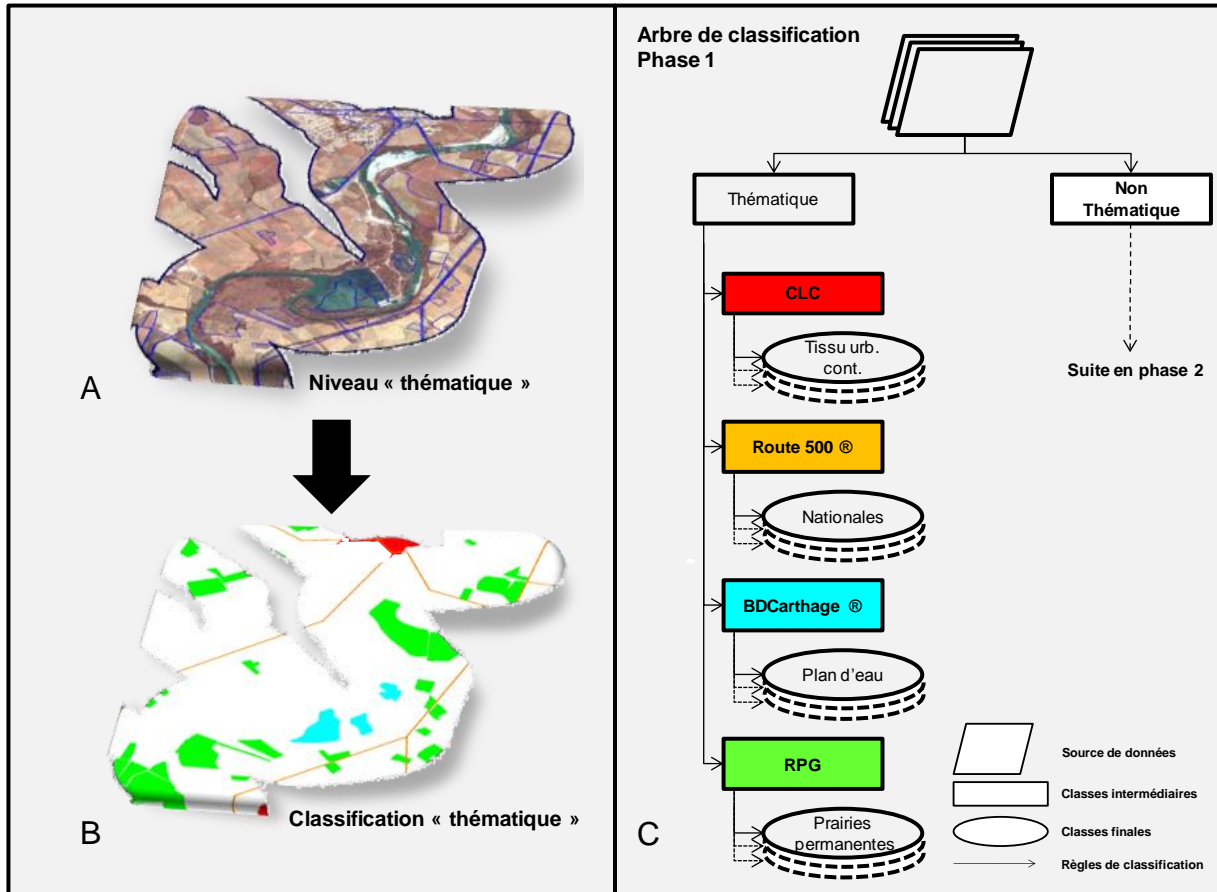 A
Niveau « thématique »
B
Classification « thématique »
Arbre de classification
Phase 1
Thématique
Non
Thématique
CLC
Tissu urb.
cont.
Suite en phase 2
Route 500 ®
Nationales
BDCarthage ®
Plan d'eau
RPG
Prairies
permanentes
C
Source de données
Classes intermédiaires
Classes finales
Règles de classification